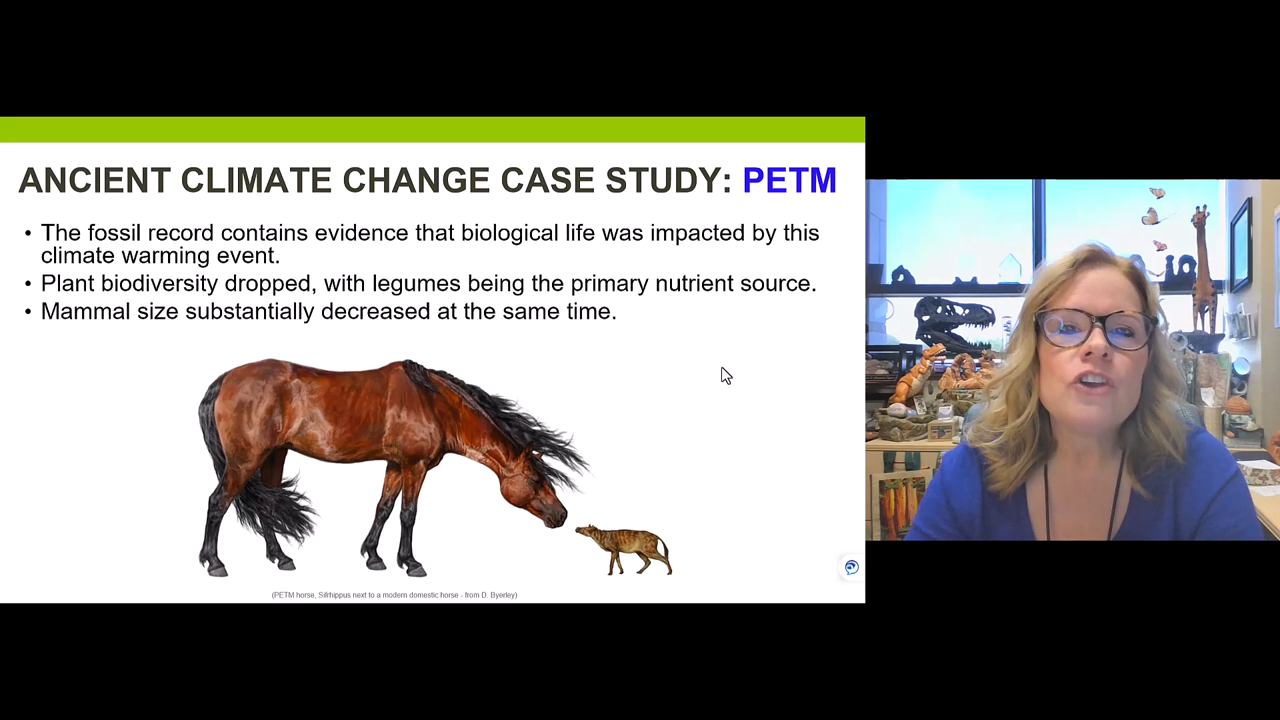 ANCIENT CLIMATE CHANGE CASE STUDY: PETM
• The fossil record contains evidence that biological life was impacted by this
climate warming event.
• Plant biodiversity dropped, with legumes being the primary nutrient source.
• Mammal size substantially decreased at the same time.
(PETM horse, Sifrhippus next to a modern domestic horse - from D. Byerley)